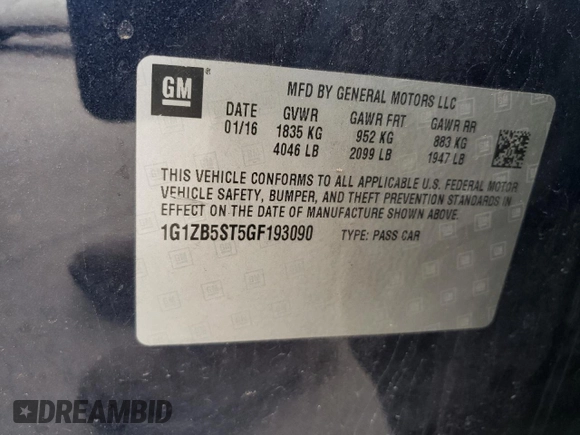 GM
MFD BY GENERAL MOTORS LLC
DATE GVWR GAWR FRT GAWR RR
01/16 1835 KG 952 KG 883 KG
4046 LB 2099 LB 1947 LB
THIS VEHICLE CONFORMS TO ALL APPLICABLE U.S. FEDERAL MOTOR
VEHICLE SAFETY, BUMPER, AND THEFT PREVENTION STANDARDS IN
EFFECT ON THE DATE OF MANUFACTURE SHOWN ABOVE.
1G1ZB5ST5GF193090 TYPE: PASS CAR
DREAMBID